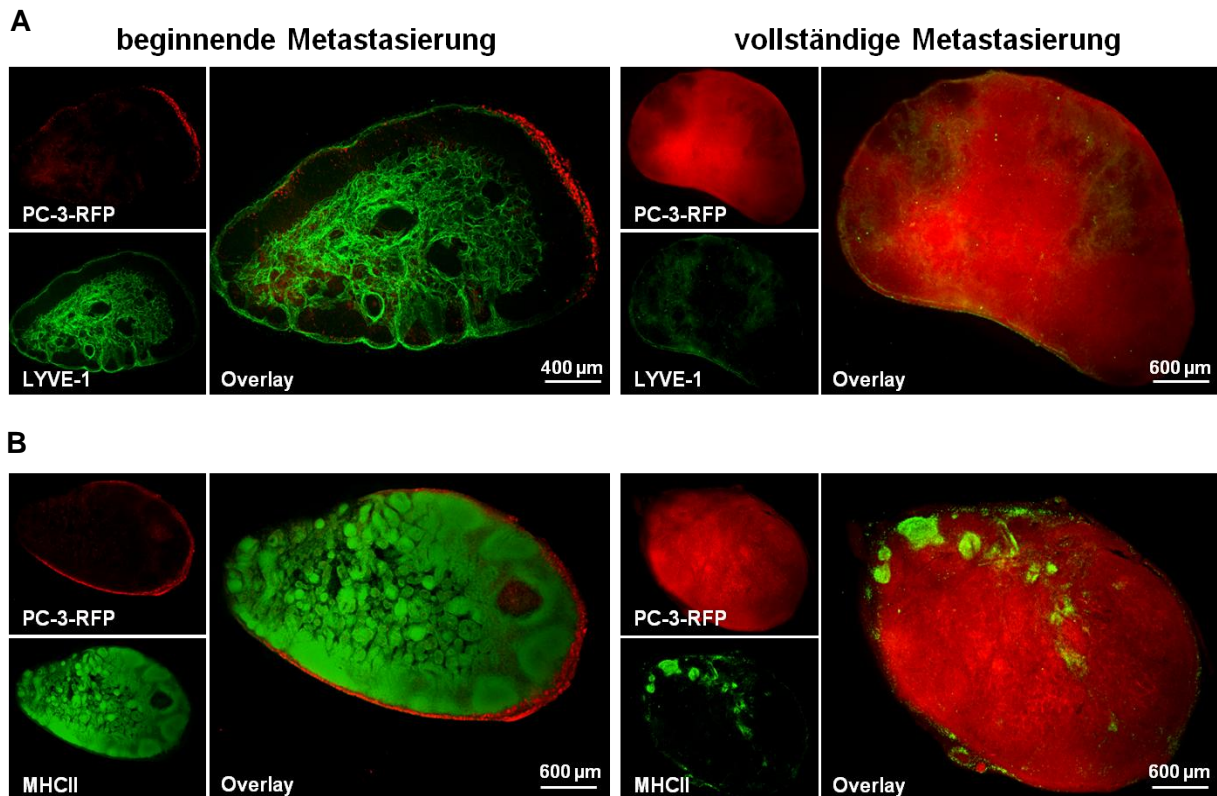 A
beginnende Metastasierung
vollständige Metastasierung
PC-3-RFP
LYVE-1
Overlay
400 µm
PC-3-RFP
LYVE-1
Overlay
600 µm
B
PC-3-RFP
MHCII
Overlay
600 µm
PC-3-RFP
MHCII
Overlay
600 µm